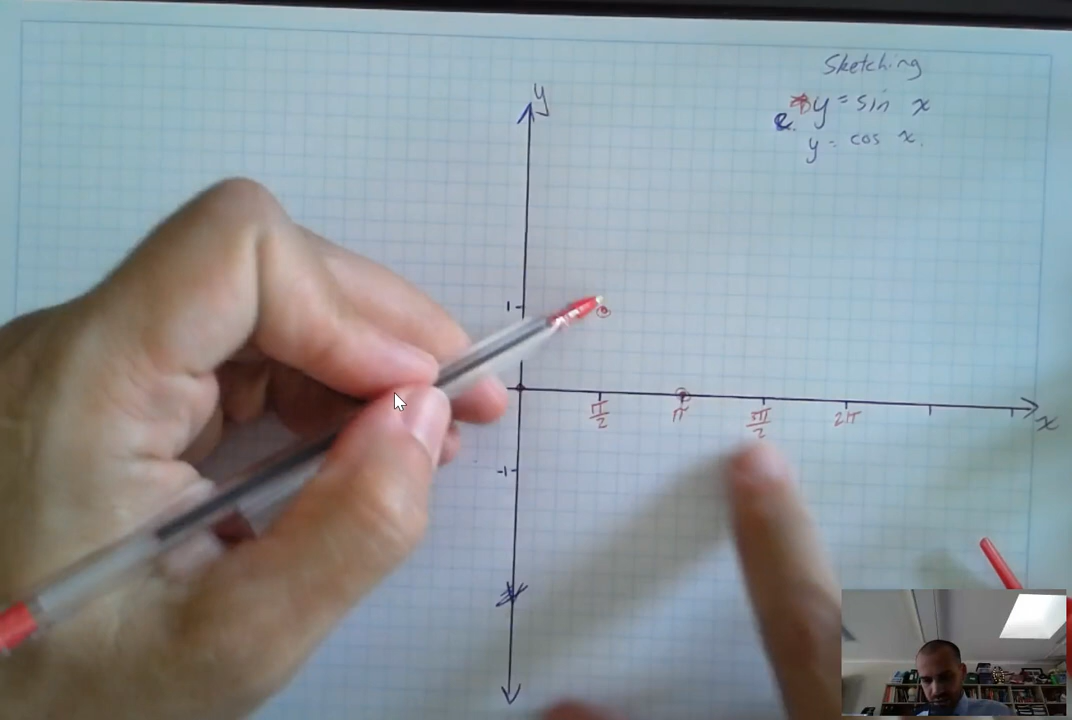 Sketching
y = sin x
& y = cos x.
y
1
π/2 π 3π/2 2π
x
-1